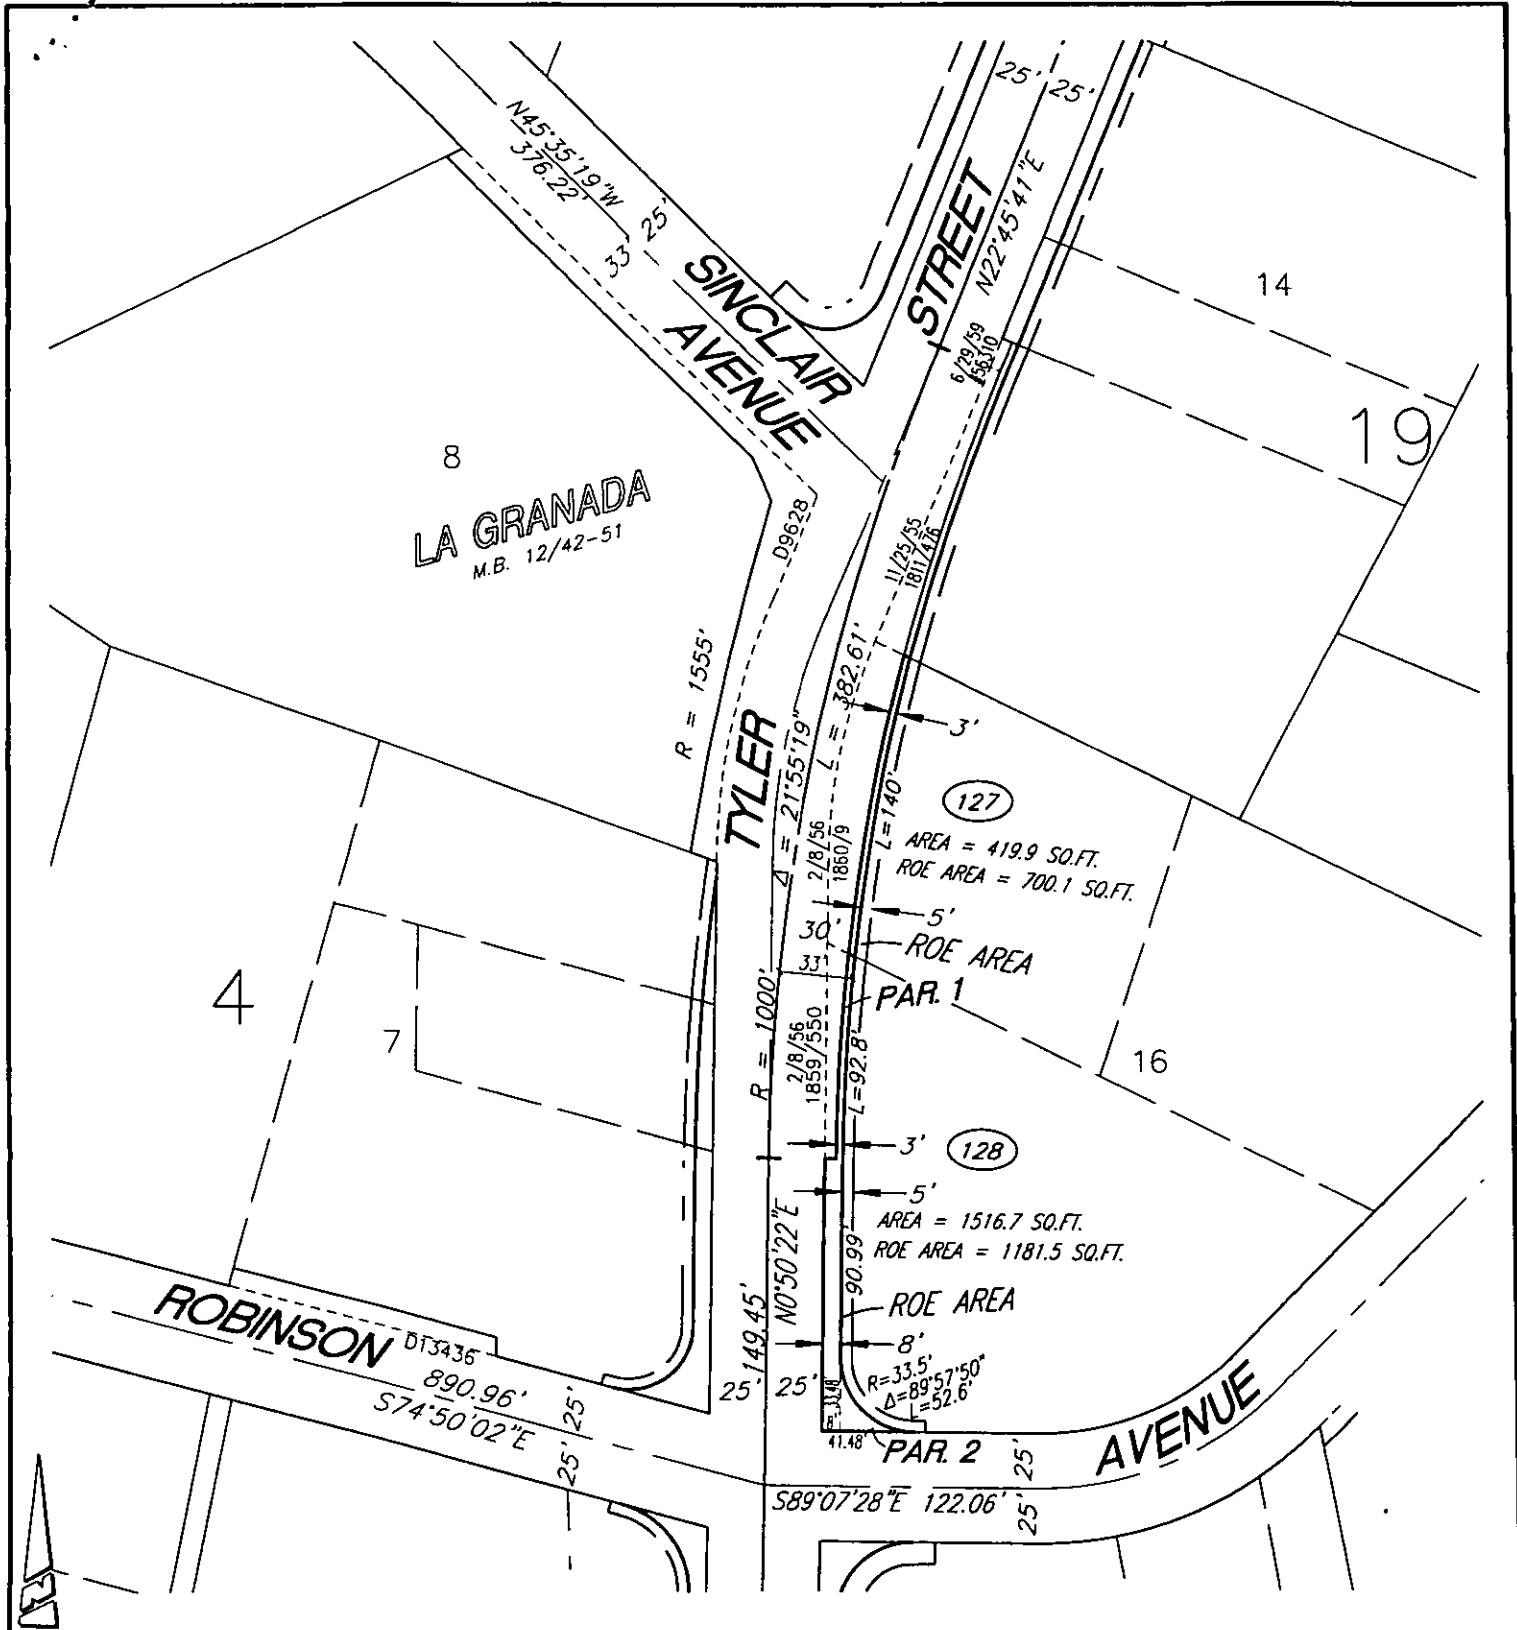 25' 25'
N45°35'19"W
376.22'
33' 25'
SINCLAIR
AVENUE
STREET
N22°45'41"E
6/29/59
14
19
8
LA GRANADA
M.B. 12/42-51
D9628
11/25/55
1811/476
R = 1555'
TYLER
Δ = 21°55'19"
L = 382.61'
3'
127
L=140'
AREA = 419.9 SQ.FT.
ROE AREA = 700.1 SQ.FT.
2/8/56
1860/9
5'
30'
ROE AREA
33'
PAR. 1
4
7
R = 1000'
2/8/56
1859/550
L=92.8'
16
3'
128
5'
AREA = 1516.7 SQ.FT.
ROE AREA = 1181.5 SQ.FT.
N0°50'22"E
90.99
ROE AREA
149.45'
8'
ROBINSON
D13436
890.96'
S74°50'02"E
25'
25'
25' 25'
33.48'
R=33.5'
Δ=89°57'50"
L=52.6'
8'
41.48'
PAR. 2
25'
25'
AVENUE
S89°07'28"E 122.06'
N